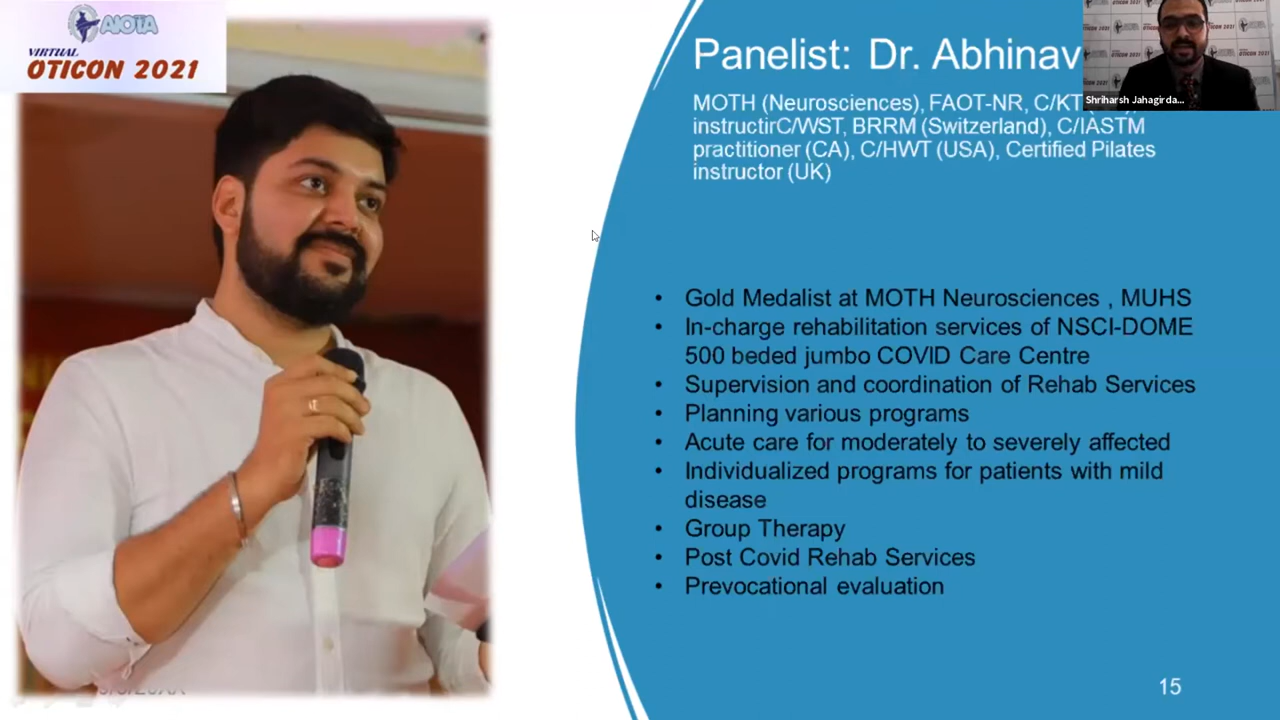 AIOTA
VIRTUAL
OTICON 2021
Panelist: Dr. Abhinav
MOTH (Neurosciences), FAOT-NR, C/KT
instructirC/WST, BRRM (Switzerland), C/IASTM
practitioner (CA), C/HWT (USA), Certified Pilates
instructor (UK)
Shriharsh Jahagirda...
• Gold Medalist at MOTH Neurosciences , MUHS
• In-charge rehabilitation services of NSCI-DOME
500 beded jumbo COVID Care Centre
• Supervision and coordination of Rehab Services
• Planning various programs
• Acute care for moderately to severely affected
• Individualized programs for patients with mild
disease
• Group Therapy
• Post Covid Rehab Services
• Prevocational evaluation
15